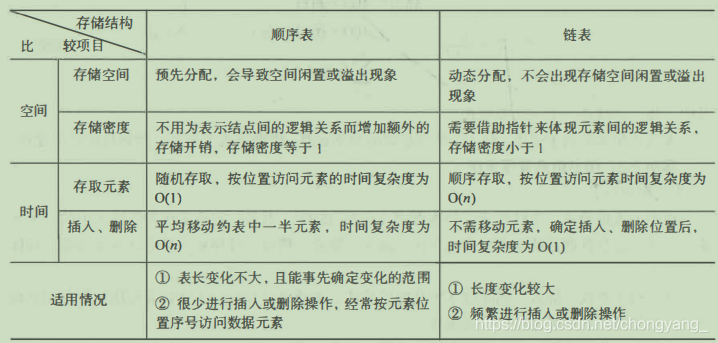 存储结构
比 较项目
顺序表
链表
空间
存储空间
预先分配，会导致空间闲置或溢出现象
动态分配，不会出现存储空间闲置或溢出
现象
存储密度
不用为表示结点间的逻辑关系而增加额外的
存储开销，存储密度等于1
需要借助指针来体现元素间的逻辑关系，
存储密度小于1
时间
存取元素
随机存取，按位置访问元素的时间复杂度为
O(1)
顺序存取，按位置访问元素时间复杂度为
O(n)
插入、删除
平均移动约表中一半元素，时间复杂度为
O(n)
不需移动元素，确定插入、删除位置后，
时间复杂度为 O(1)
适用情况
① 表长变化不大，且能事先确定变化的范围
② 很少进行插入或删除操作，经常按元素位
置序号访问数据元素
① 长度变化较大
② 频繁进行插入或删除操作
https://blog.csdn.net/chongyang_